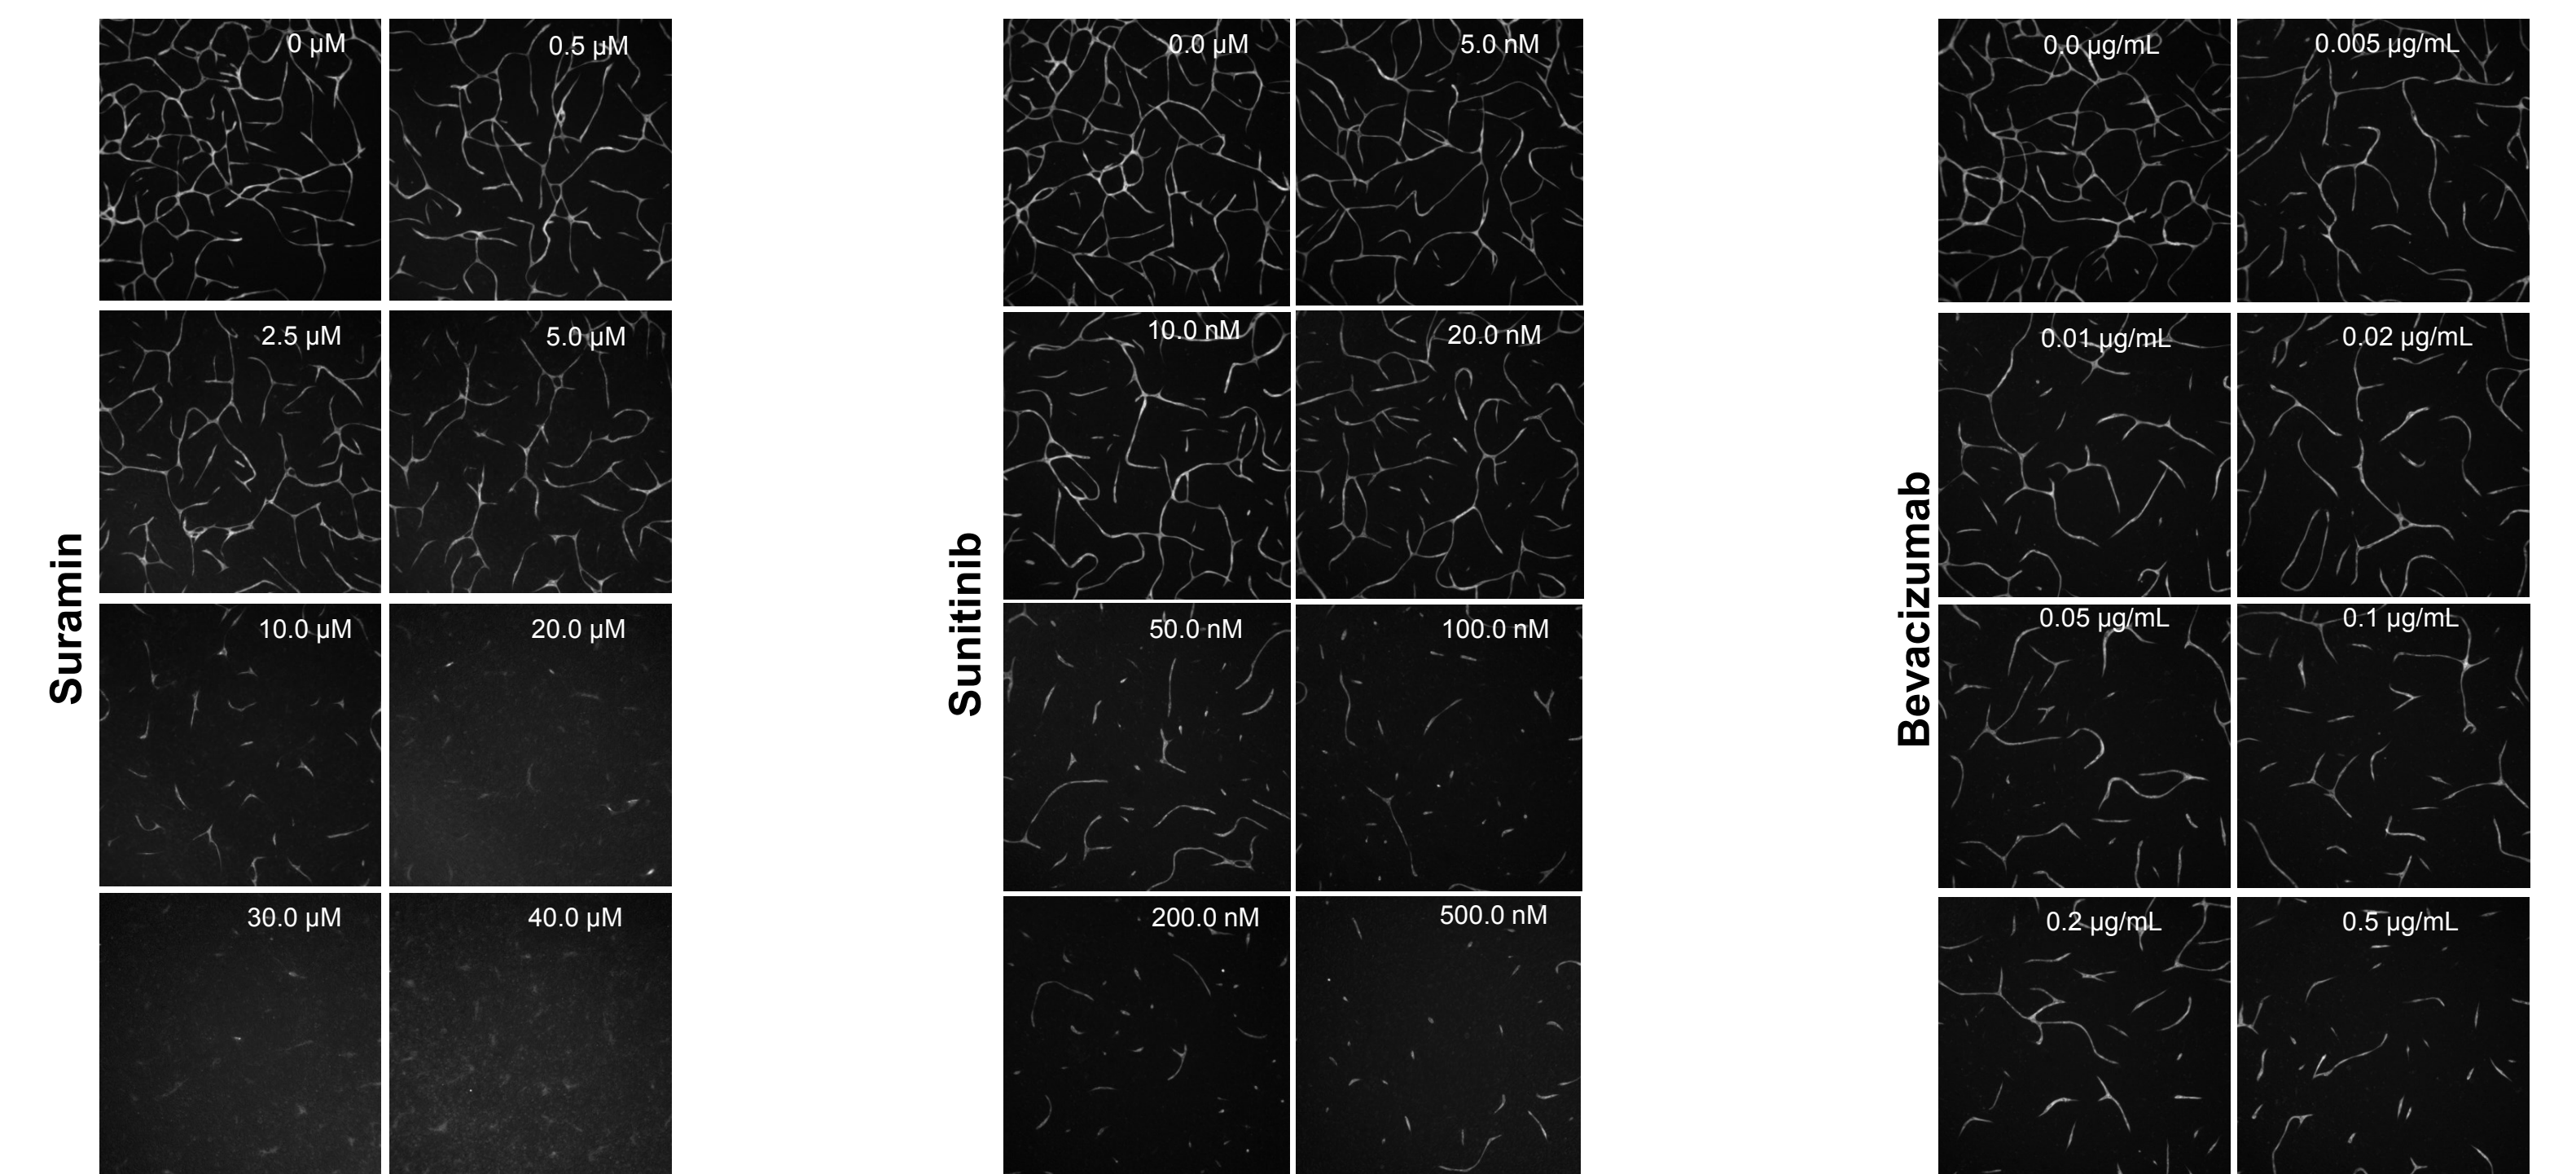 Suramin
0 µM
0.5 µM
2.5 µM
5.0 µM
10.0 µM
20.0 µM
30.0 µM
40.0 µM
Sunitinib
0.0 µM
5.0 nM
10.0 nM
20.0 nM
50.0 nM
100.0 nM
200.0 nM
500.0 nM
Bevacizumab
0.0 µg/mL
0.005 µg/mL
0.01 µg/mL
0.02 µg/mL
0.05 µg/mL
0.1 µg/mL
0.2 µg/mL
0.5 µg/mL